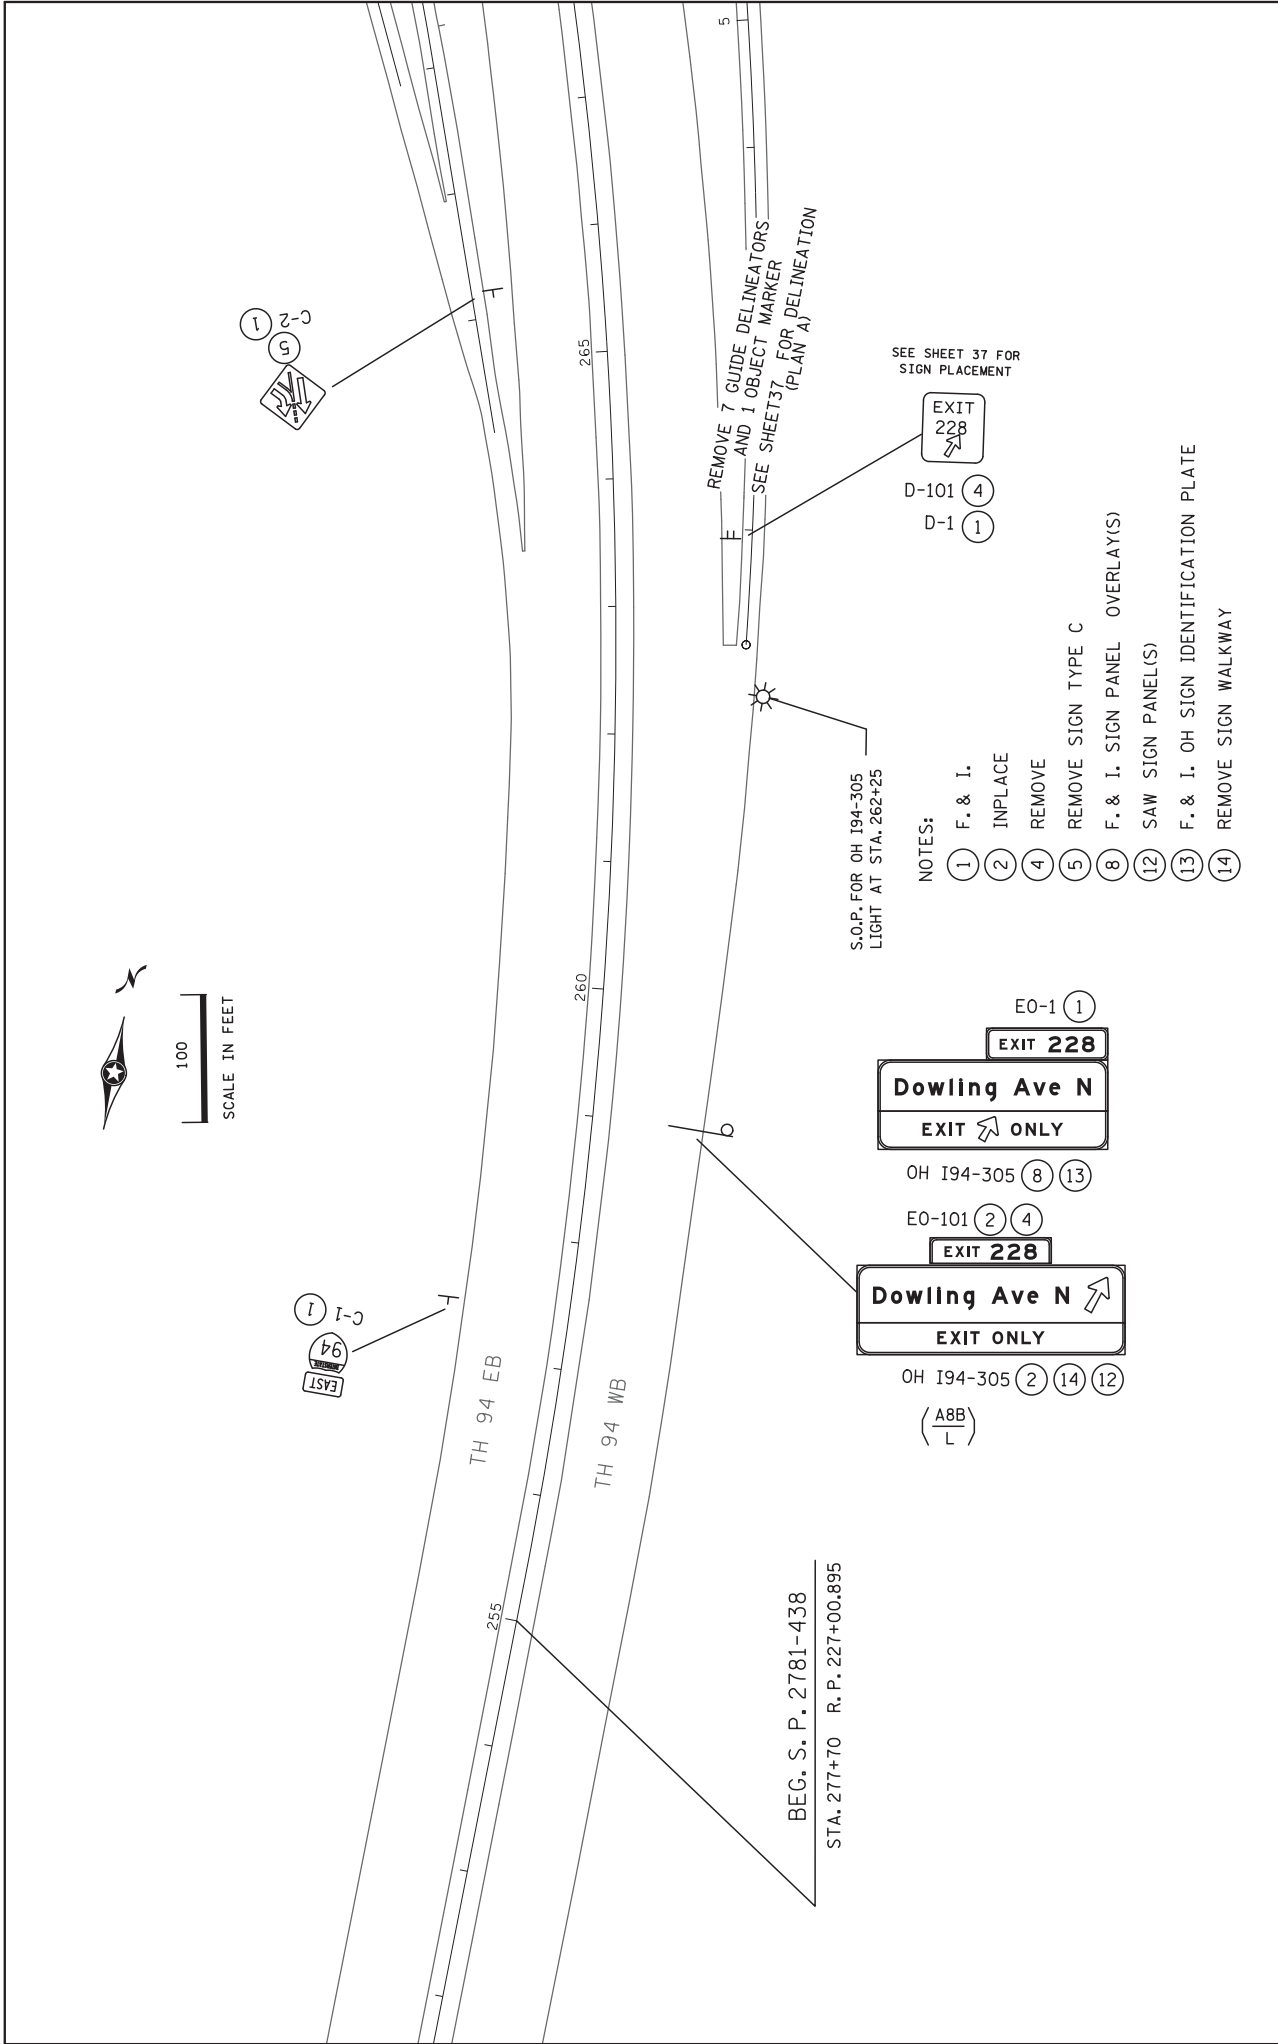 5
1
C-2
5
265
REMOVE 7 GUIDE DELINEATORS
AND 1 OBJECT MARKER
SEE SHEET37 FOR DELINEATION
(PLAN A)
SEE SHEET 37 FOR
SIGN PLACEMENT
EXIT
228
D-101 4
D-1 1
S.O.P. FOR OH I94-305
LIGHT AT STA. 262+25
NOTES:
1 F. & I.
2 INPLACE
4 REMOVE
5 REMOVE SIGN TYPE C
8 F. & I. SIGN PANEL OVERLAY(S)
12 SAW SIGN PANEL(S)
13 F. & I. OH SIGN IDENTIFICATION PLATE
14 REMOVE SIGN WALKWAY
N
100
SCALE IN FEET
260
EO-1 1
EXIT 228
Dowling Ave N
EXIT ONLY
OH I94-305 8 13
EO-101 2 4
EXIT 228
Dowling Ave N
EXIT ONLY
OH I94-305 2 14 12
A8B
L
C-1 1
EAST
INTERSTATE
94
TH 94 EB
TH 94 WB
255
BEG. S. P. 2781-438
STA. 277+70 R. P. 227+00.895